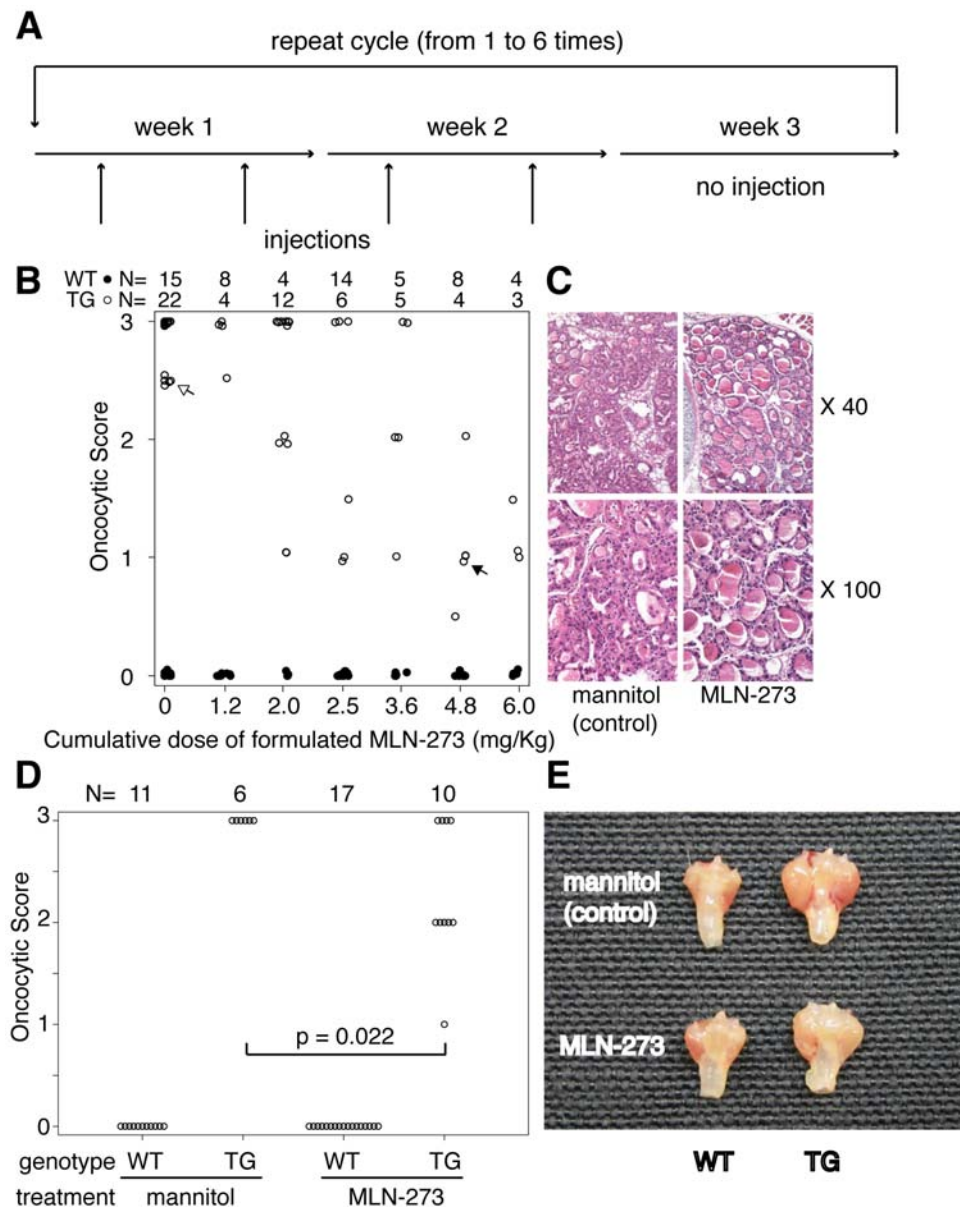 A
repeat cycle (from 1 to 6 times)
week 1 week 2 week 3
no injection
injections
B
WT ● N= 15 8 4 14 5 8 4
TG ○ N= 22 4 12 6 5 4 3
3
2
1
0
Oncocytic Score
0 1.2 2.0 2.5 3.6 4.8 6.0
Cumulative dose of formulated MLN-273 (mg/Kg)
C
X 40
X 100
mannitol MLN-273
(control)
D
N= 11 6 17 10
3
2
1
0
Oncocytic Score
p = 0.022
genotype WT TG WT TG
treatment mannitol MLN-273
E
mannitol
(control)
MLN-273
WT TG